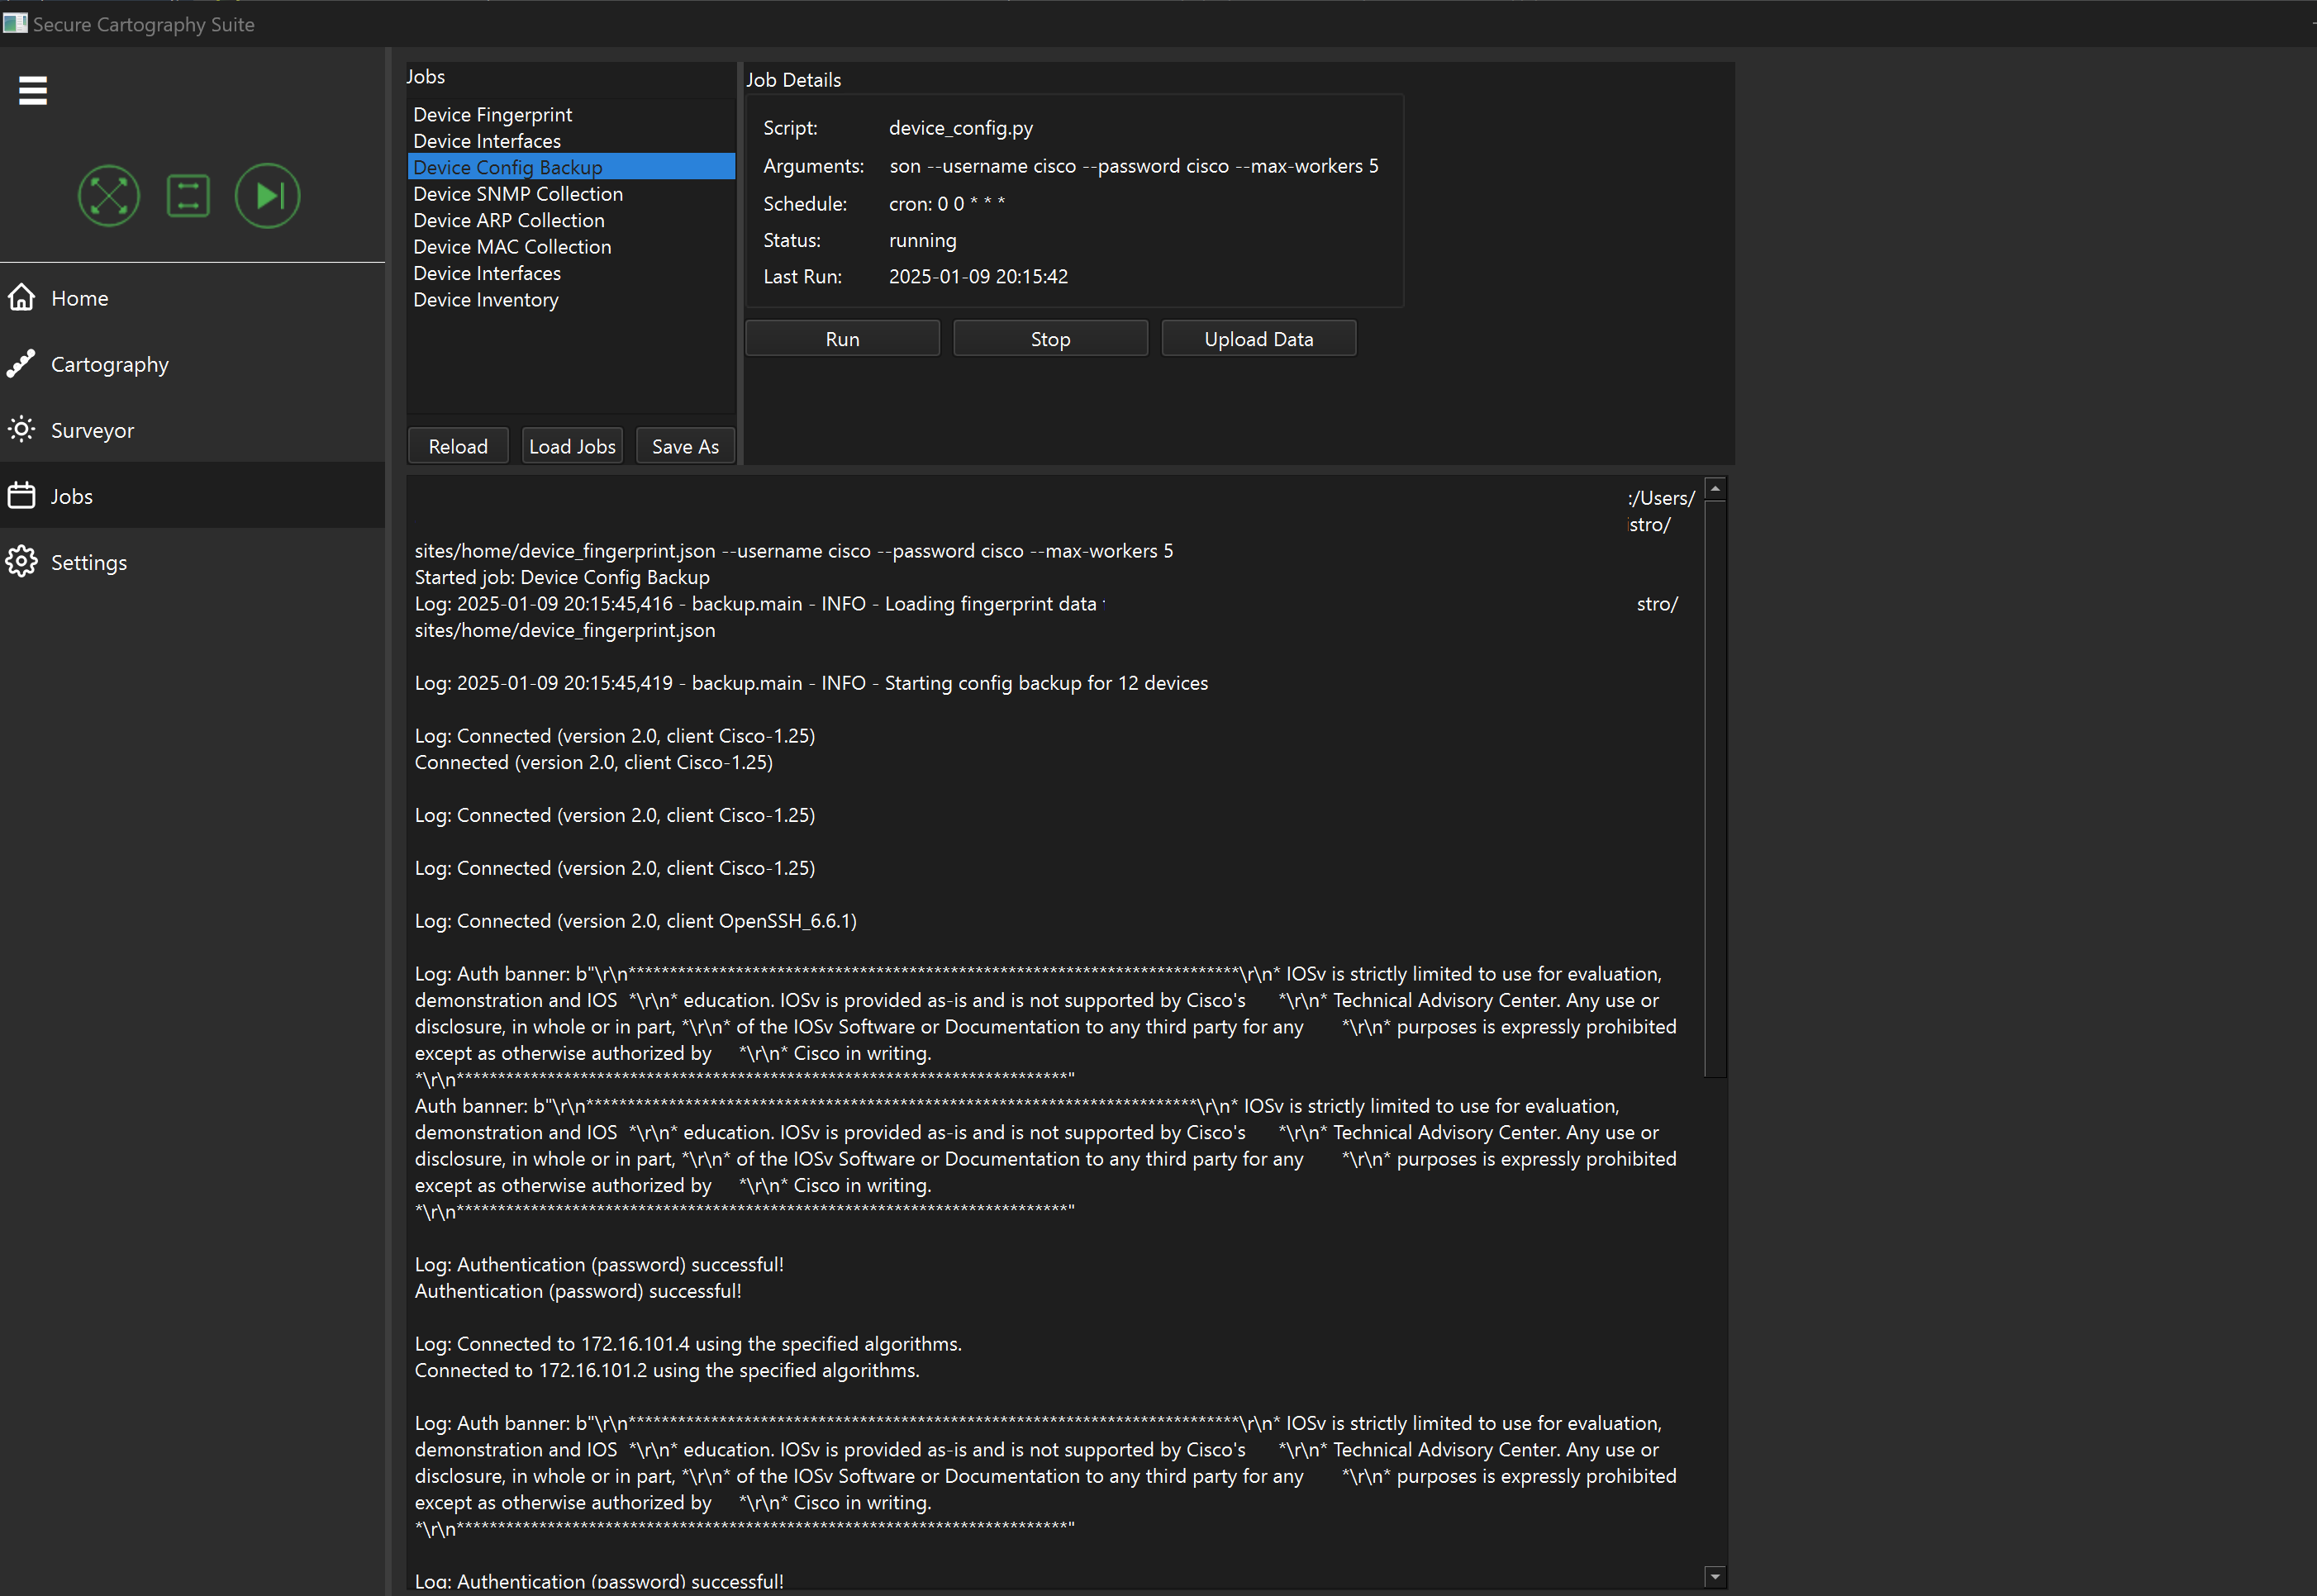 Secure Cartography Suite
Home
Cartography
Surveyor
Jobs
Settings
Jobs
Device Fingerprint
Device Interfaces
Device Config Backup
Device SNMP Collection
Device ARP Collection
Device MAC Collection
Device Interfaces
Device Inventory
Reload Load Jobs Save As
Job Details
Script: device_config.py
Arguments: son --username cisco --password cisco --max-workers 5
Schedule: cron: 0 0 * * *
Status: running
Last Run: 2025-01-09 20:15:42
Run Stop Upload Data
:/Users/
istro/
sites/home/device_fingerprint.json --username cisco --password cisco --max-workers 5
Started job: Device Config Backup
Log: 2025-01-09 20:15:45,416 - backup.main - INFO - Loading fingerprint data stro/
sites/home/device_fingerprint.json
Log: 2025-01-09 20:15:45,419 - backup.main - INFO - Starting config backup for 12 devices
Log: Connected (version 2.0, client Cisco-1.25)
Connected (version 2.0, client Cisco-1.25)
Log: Connected (version 2.0, client Cisco-1.25)
Log: Connected (version 2.0, client Cisco-1.25)
Log: Connected (version 2.0, client OpenSSH_6.6.1)
Log: Auth banner: b"\r\n**************************************************************************\r\n* IOSv is strictly limited to use for evaluation,
demonstration and IOS  *\r\n* education. IOSv is provided as-is and is not supported by Cisco's      *\r\n* Technical Advisory Center. Any use or
disclosure, in whole or in part, *\r\n* of the IOSv Software or Documentation to any third party for any       *\r\n* purposes is expressly prohibited
except as otherwise authorized by     *\r\n* Cisco in writing.
*\r\n**************************************************************************"
Auth banner: b"\r\n**************************************************************************\r\n* IOSv is strictly limited to use for evaluation,
demonstration and IOS  *\r\n* education. IOSv is provided as-is and is not supported by Cisco's      *\r\n* Technical Advisory Center. Any use or
disclosure, in whole or in part, *\r\n* of the IOSv Software or Documentation to any third party for any       *\r\n* purposes is expressly prohibited
except as otherwise authorized by     *\r\n* Cisco in writing.
*\r\n**************************************************************************"
Log: Authentication (password) successful!
Authentication (password) successful!
Log: Connected to 172.16.101.4 using the specified algorithms.
Connected to 172.16.101.2 using the specified algorithms.
Log: Auth banner: b"\r\n**************************************************************************\r\n* IOSv is strictly limited to use for evaluation,
demonstration and IOS  *\r\n* education. IOSv is provided as-is and is not supported by Cisco's      *\r\n* Technical Advisory Center. Any use or
disclosure, in whole or in part, *\r\n* of the IOSv Software or Documentation to any third party for any       *\r\n* purposes is expressly prohibited
except as otherwise authorized by     *\r\n* Cisco in writing.
*\r\n**************************************************************************"
Log: Authentication (password) successful!